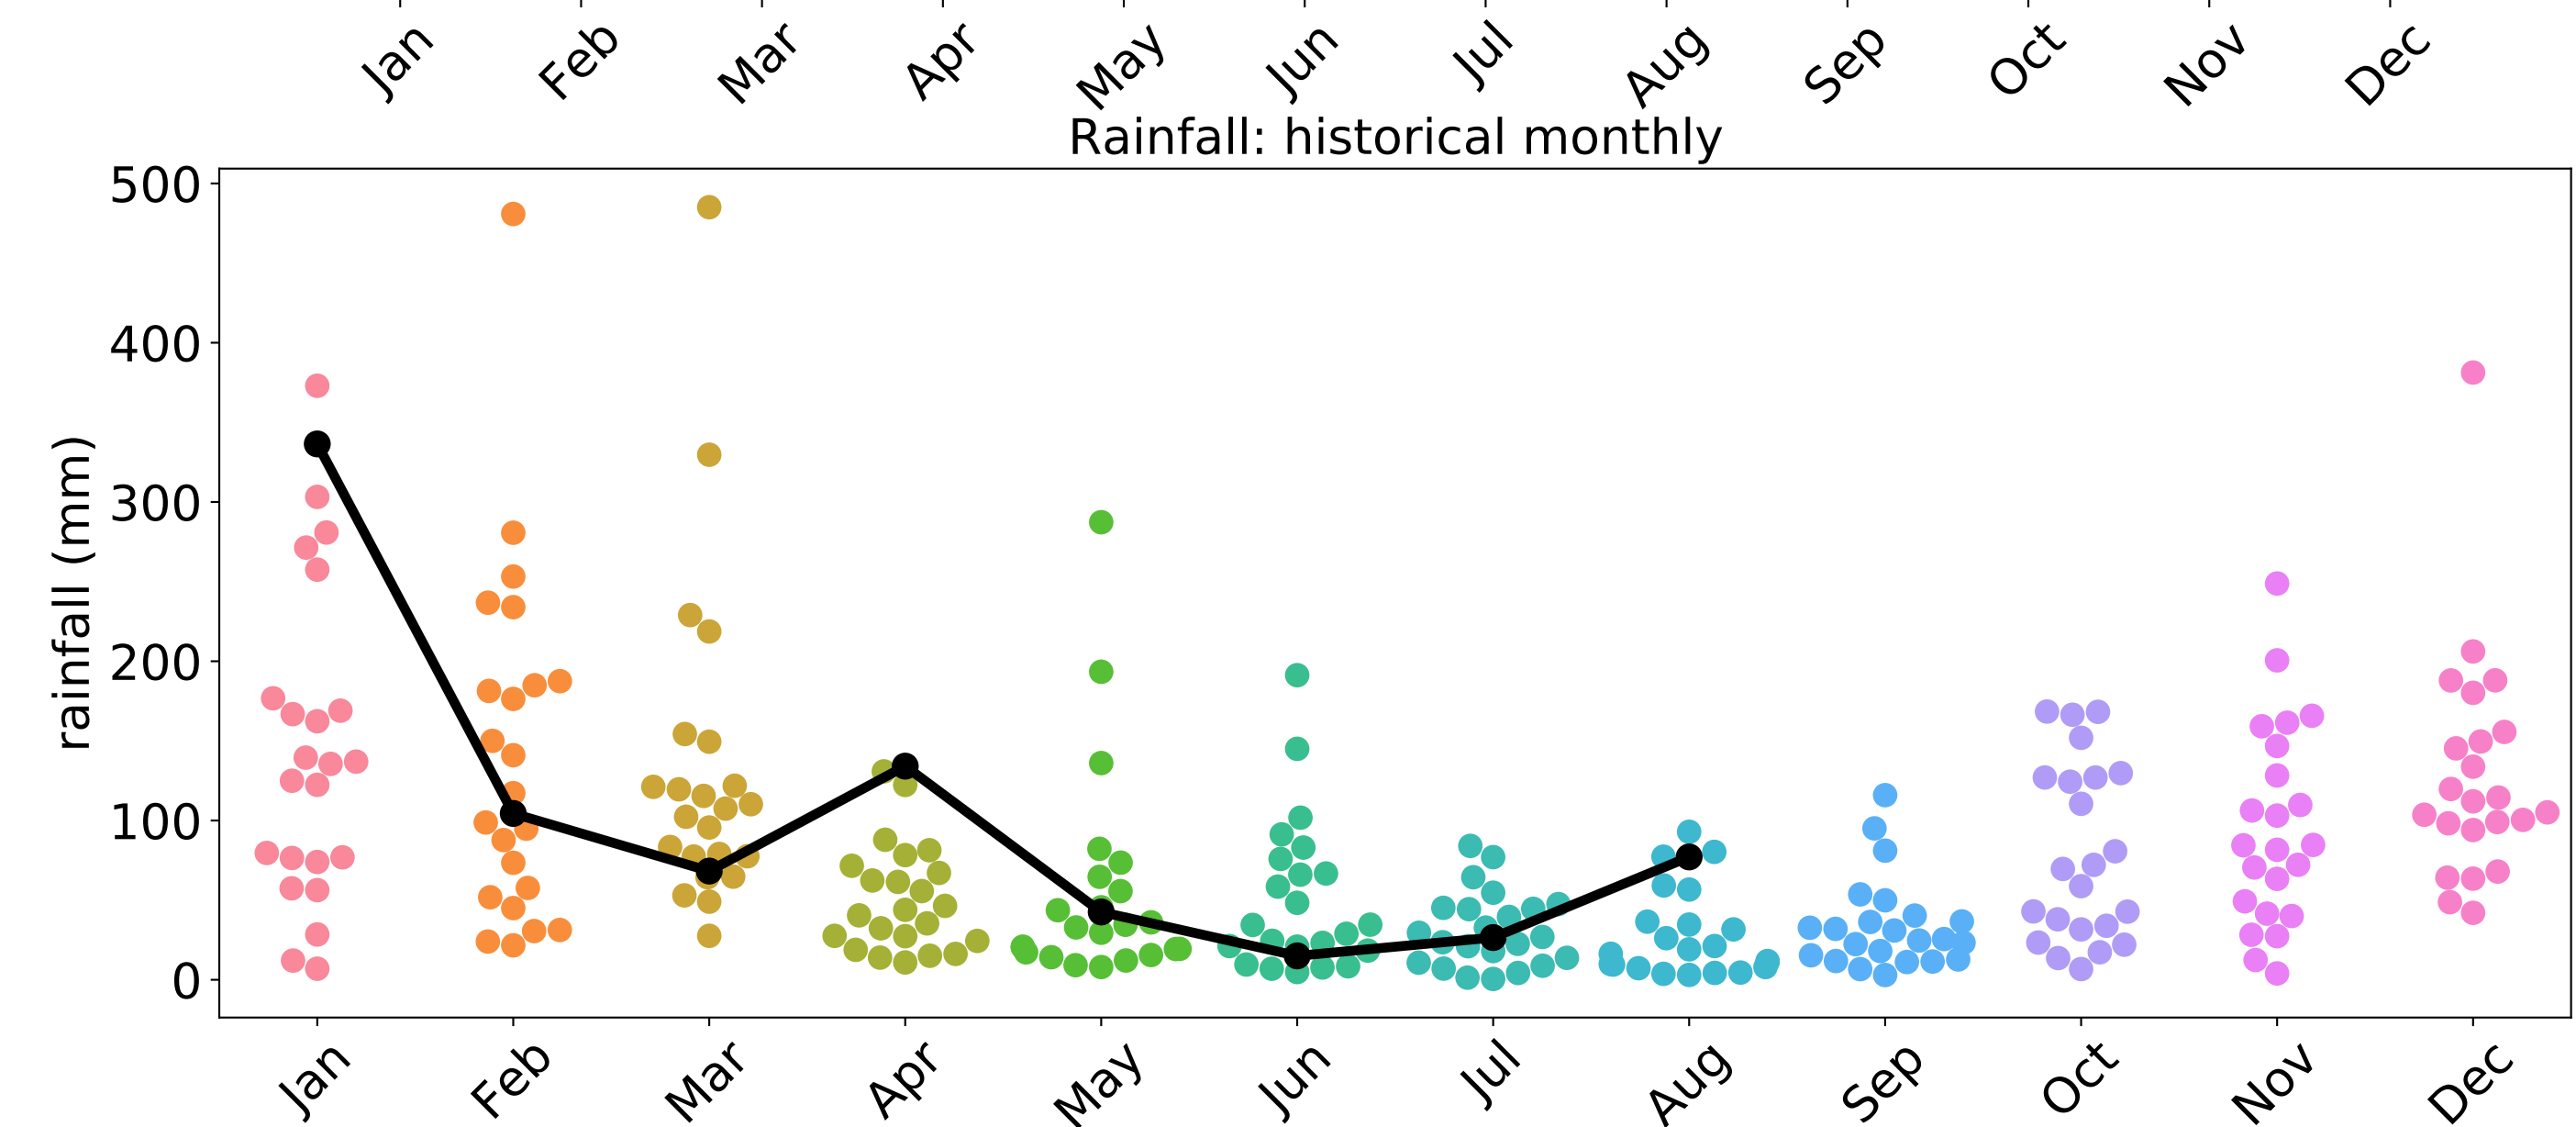 Jan Feb Mar Apr May Jun Jul Aug Sep Oct Nov Dec
Rainfall: historical monthly
500
400
300
200
100
0
rainfall (mm)
Jan Feb Mar Apr May Jun Jul Aug Sep Oct Nov Dec